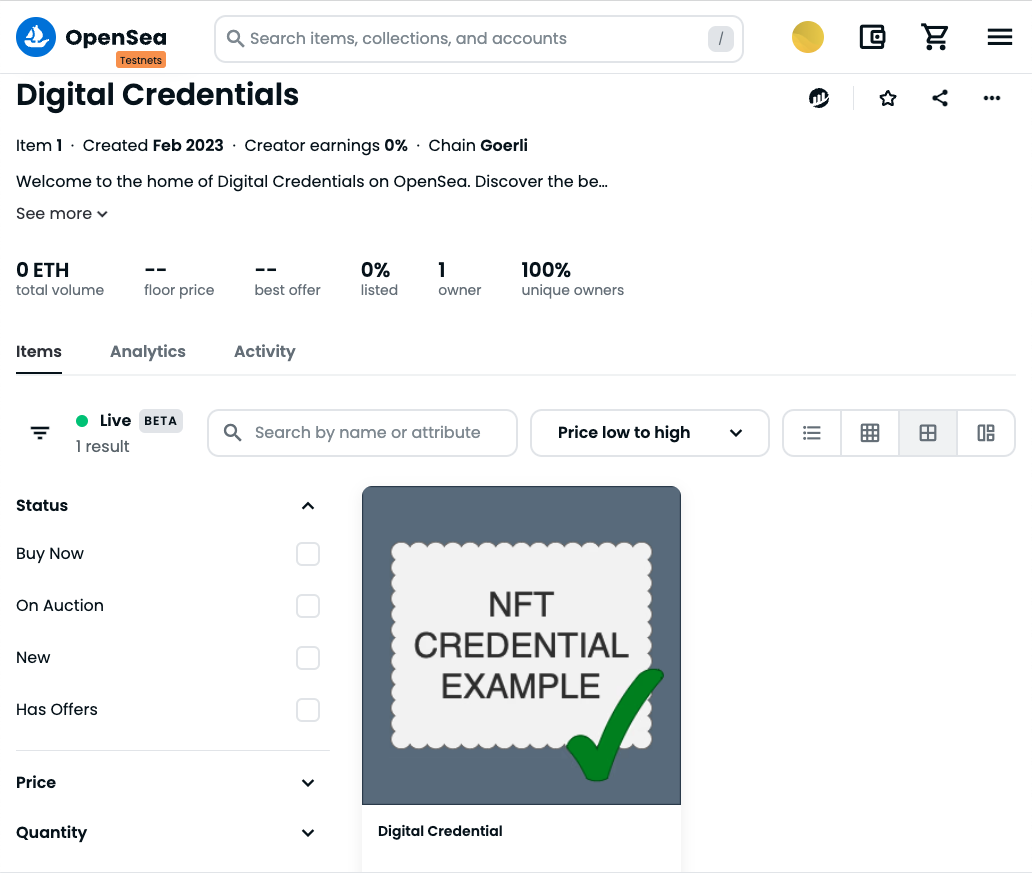 OpenSea
Testnets
Search items, collections, and accounts
/
Digital Credentials
Item 1 · Created Feb 2023 · Creator earnings 0% · Chain Goerli
Welcome to the home of Digital Credentials on OpenSea. Discover the be…
See more
0 ETH
total volume
--
floor price
--
best offer
0%
listed
1
owner
100%
unique owners
Items
Analytics
Activity
Live BETA
1 result
Search by name or attribute
Price low to high
Status
Buy Now
On Auction
New
Has Offers
Price
Quantity
NFT
CREDENTIAL
EXAMPLE
Digital Credential